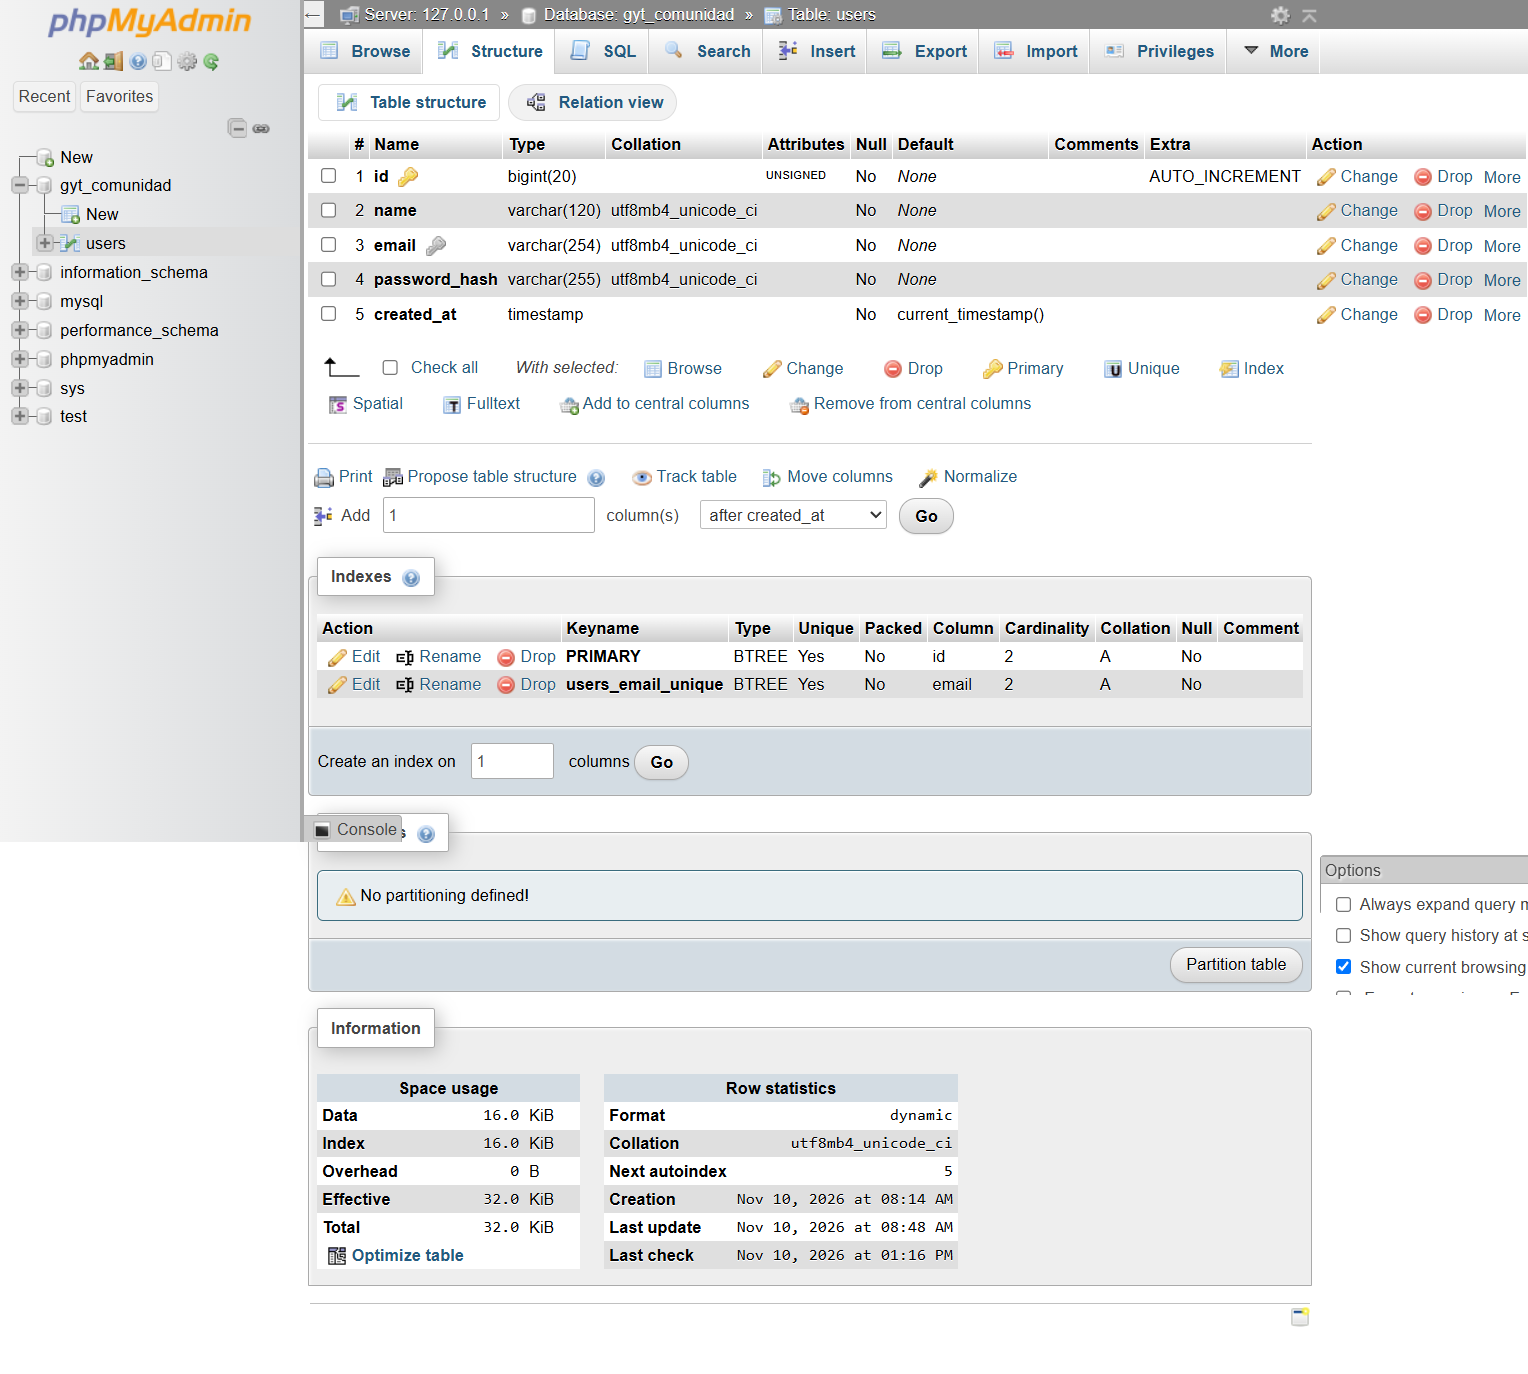 phpMyAdmin
Recent Favorites
New
gyt_comunidad
New
users
information_schema
mysql
performance_schema
phpmyadmin
sys
test
Server: 127.0.0.1 » Database: gyt_comunidad » Table: users
Browse Structure SQL Search Insert Export Import Privileges More
Table structure Relation view
# Name Type Collation Attributes Null Default Comments Extra Action
1 id bigint(20) UNSIGNED No None AUTO_INCREMENT Change Drop More
2 name varchar(120) utf8mb4_unicode_ci No None Change Drop More
3 email varchar(254) utf8mb4_unicode_ci No None Change Drop More
4 password_hash varchar(255) utf8mb4_unicode_ci No None Change Drop More
5 created_at timestamp No current_timestamp() Change Drop More
Check all With selected: Browse Change Drop Primary Unique Index
Spatial Fulltext Add to central columns Remove from central columns
Print Propose table structure Track table Move columns Normalize
Add 1 column(s) after created_at Go
Indexes
Action Keyname Type Unique Packed Column Cardinality Collation Null Comment
Edit Rename Drop PRIMARY BTREE Yes No id 2 A No
Edit Rename Drop users_email_unique BTREE Yes No email 2 A No
Create an index on 1 columns Go
Console
No partitioning defined!
Partition table
Options
Always expand query m
Show query history at s
Show current browsing
Information
Space usage
Data 16.0 KiB
Index 16.0 KiB
Overhead 0 B
Effective 32.0 KiB
Total 32.0 KiB
Optimize table
Row statistics
Format dynamic
Collation utf8mb4_unicode_ci
Next autoindex 5
Creation Nov 10, 2026 at 08:14 AM
Last update Nov 10, 2026 at 08:48 AM
Last check Nov 10, 2026 at 01:16 PM